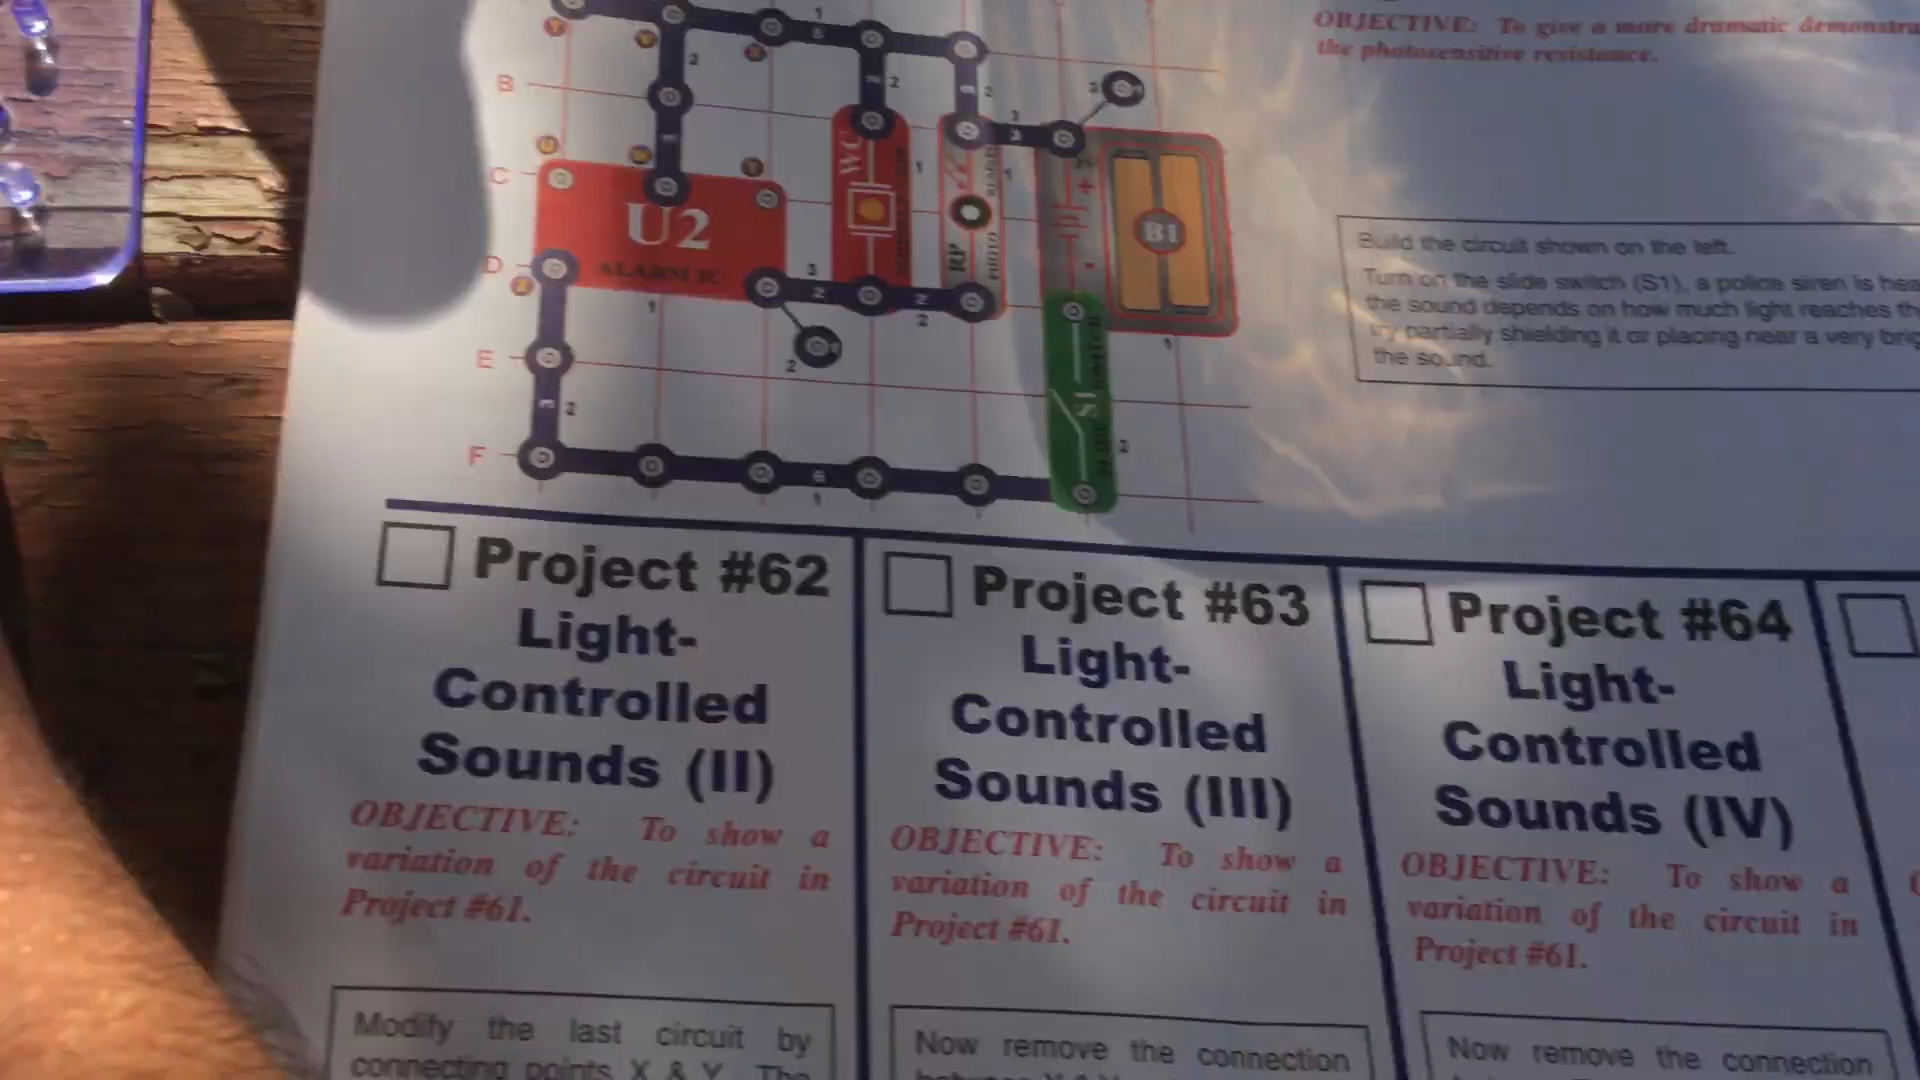 OBJECTIVE: To give a more dramatic
the photosensitive resistance.
B
C
D
E
F
U2
ALARM IC
WC
RP
B1
S1
Build the circuit shown on the left.
Turn on the slide switch (S1), a police siren is
the sound depends on how much light reaches
try partially shielding it or placing near a very
the sound.
Project #62
Light-
Controlled
Sounds (II)
OBJECTIVE: To show a
variation of the circuit in
Project #61.
Modify the last circuit by
connecting points X & Y. The
Project #63
Light-
Controlled
Sounds (III)
OBJECTIVE: To show a
variation of the circuit in
Project #61.
Now remove the connection
Project #64
Light-
Controlled
Sounds (IV)
OBJECTIVE: To show a
variation of the circuit in
Project #61.
Now remove the connection